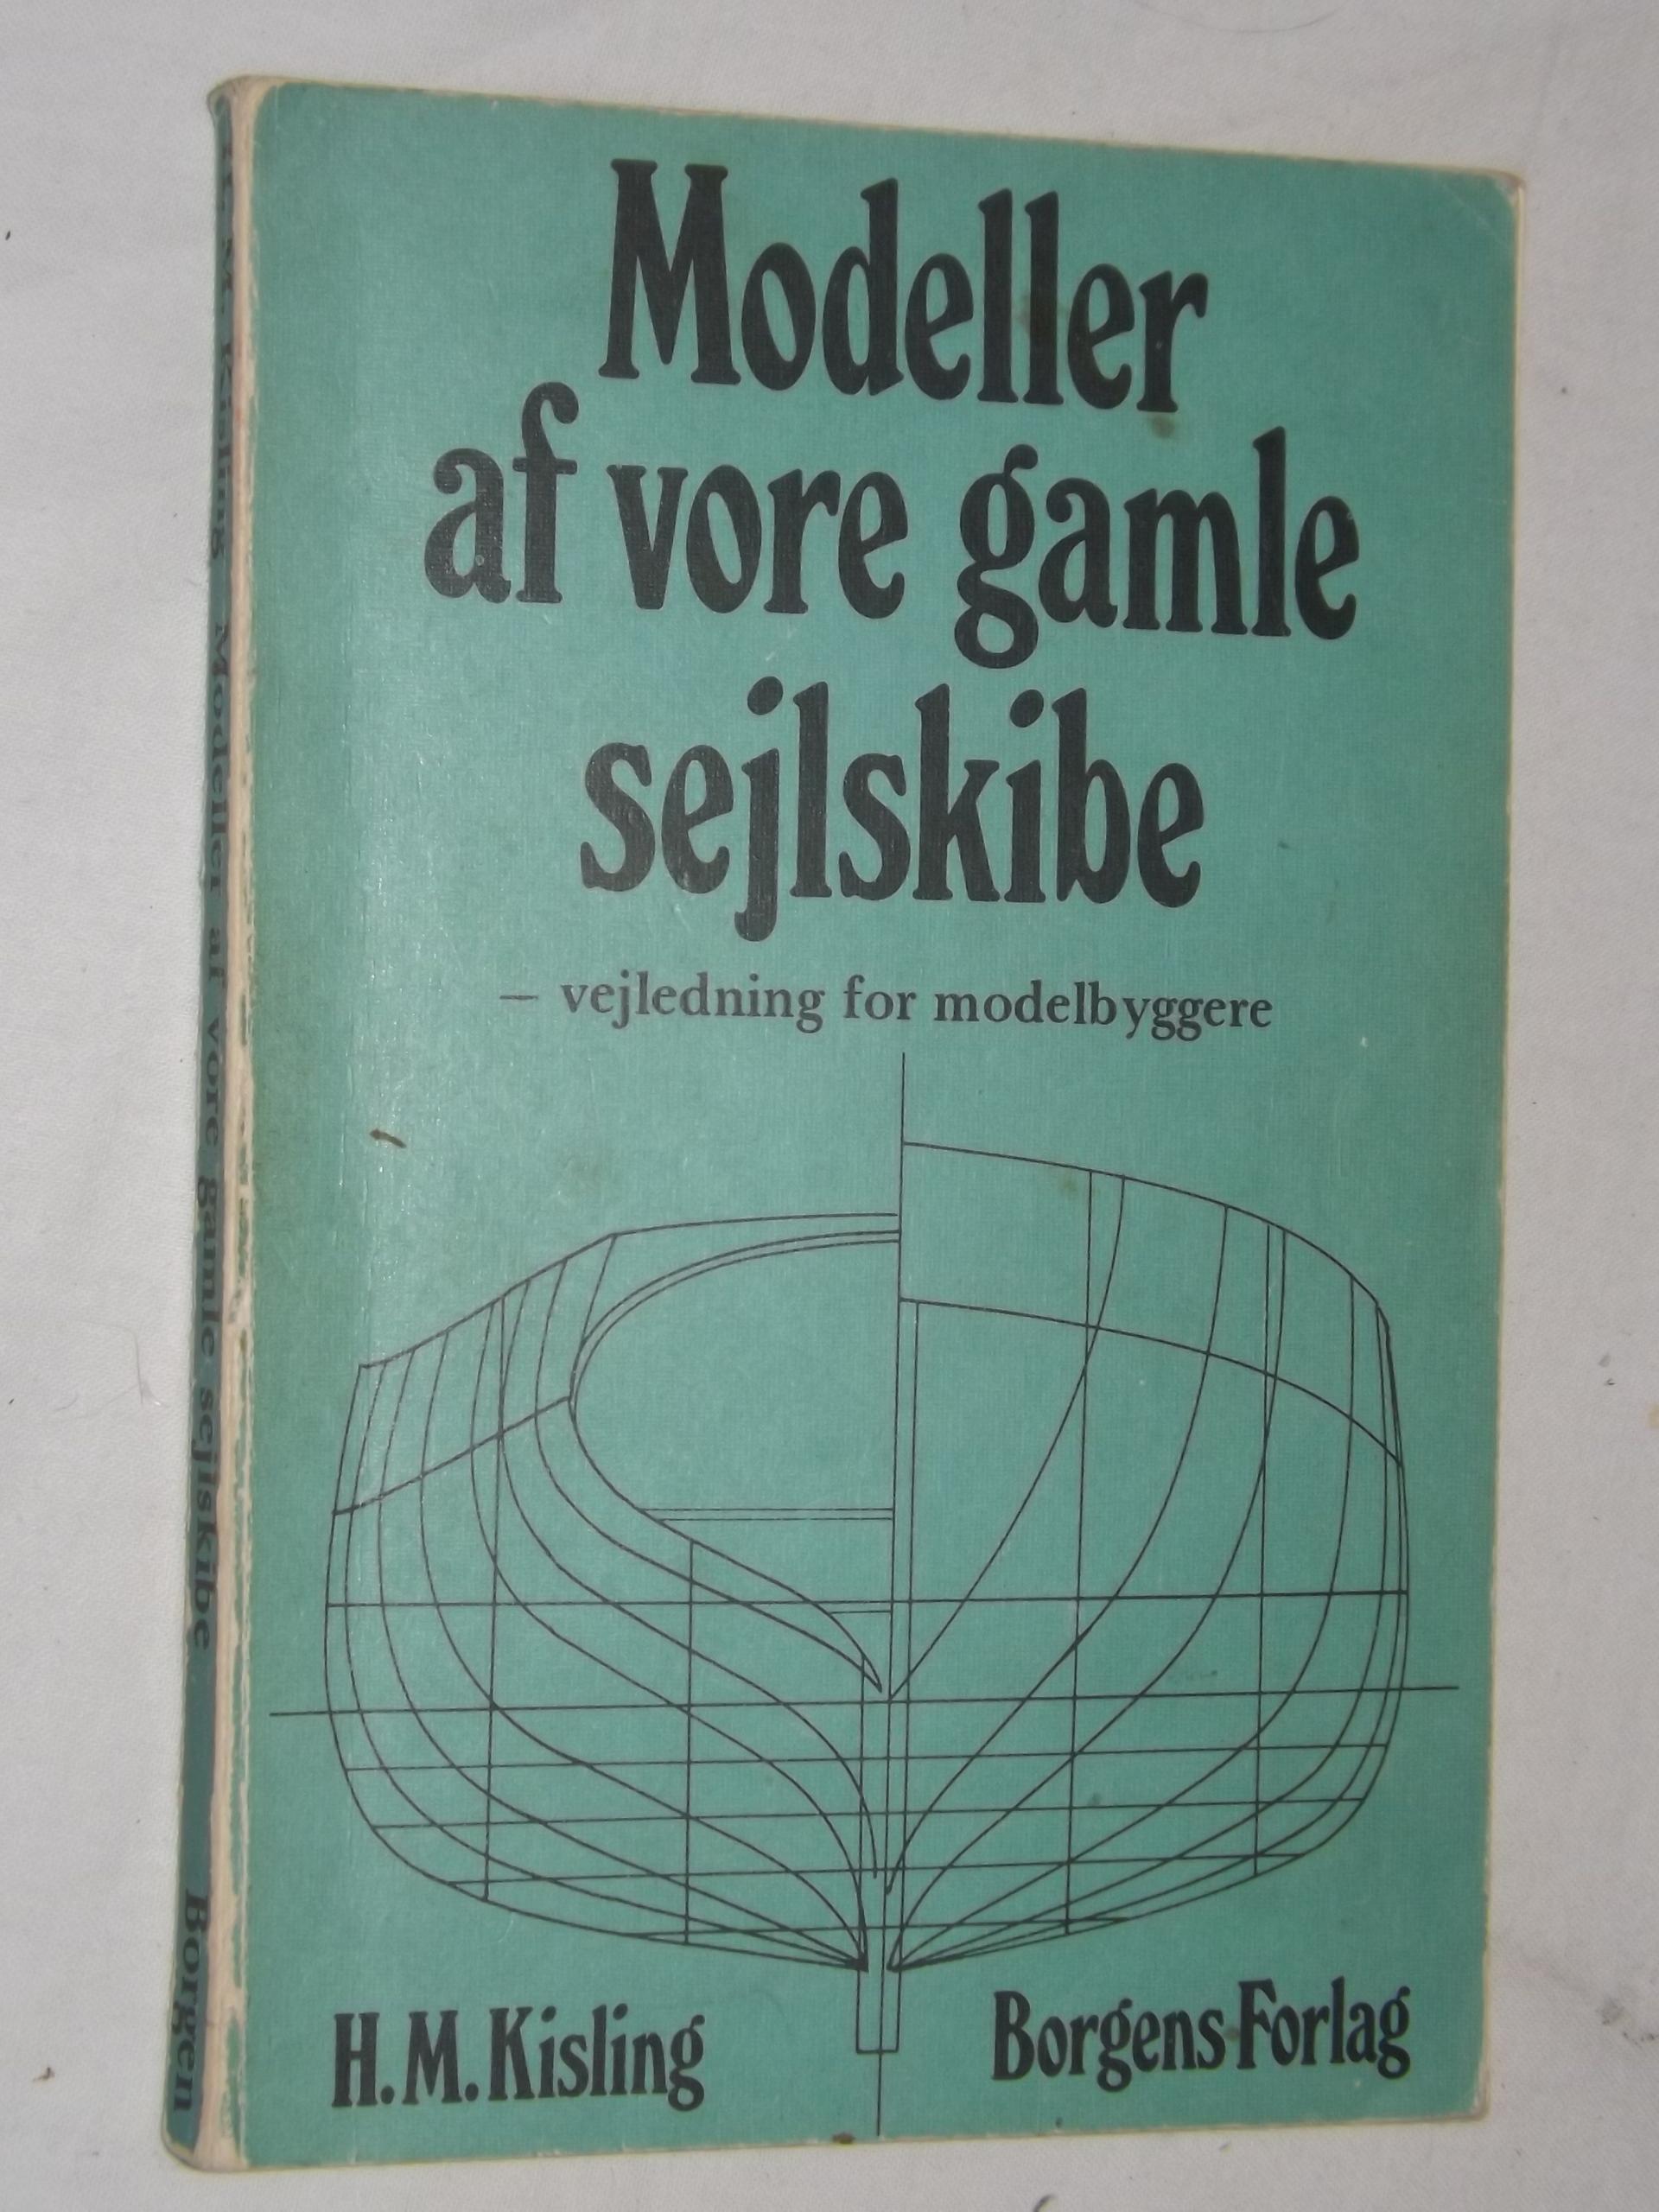 Modeller
af vore gamle
sejlskibe
– vejledning for modelbyggere
H. M. Kisling
Borgens Forlag
H. M. Kisling Modeller af vore gamle sejlskibe Borgen